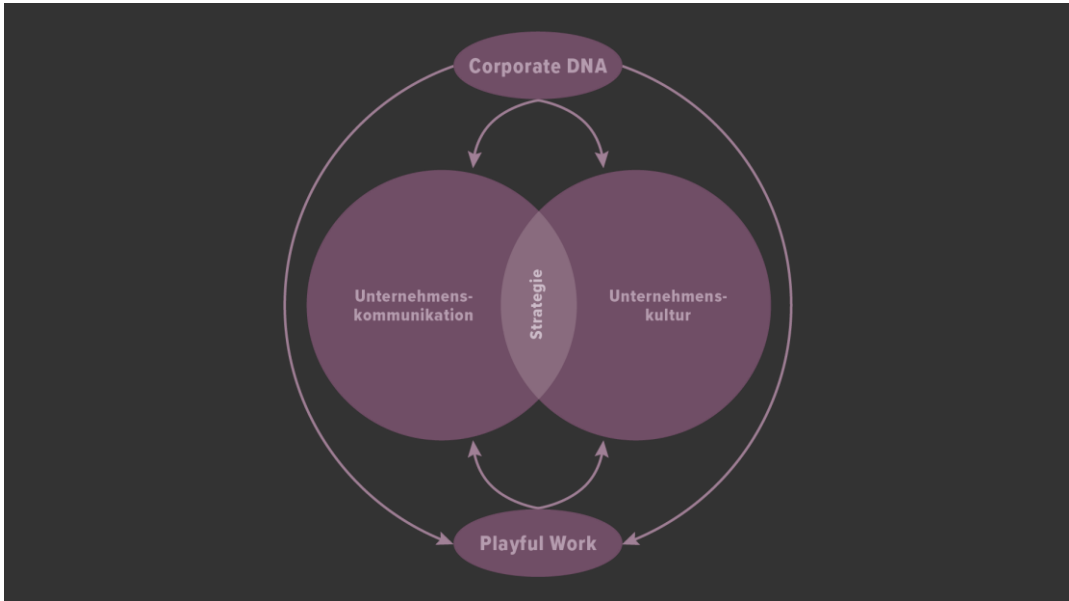 Corporate DNA
Unternehmens-
kommunikation
Strategie
Unternehmens-
kultur
Playful Work